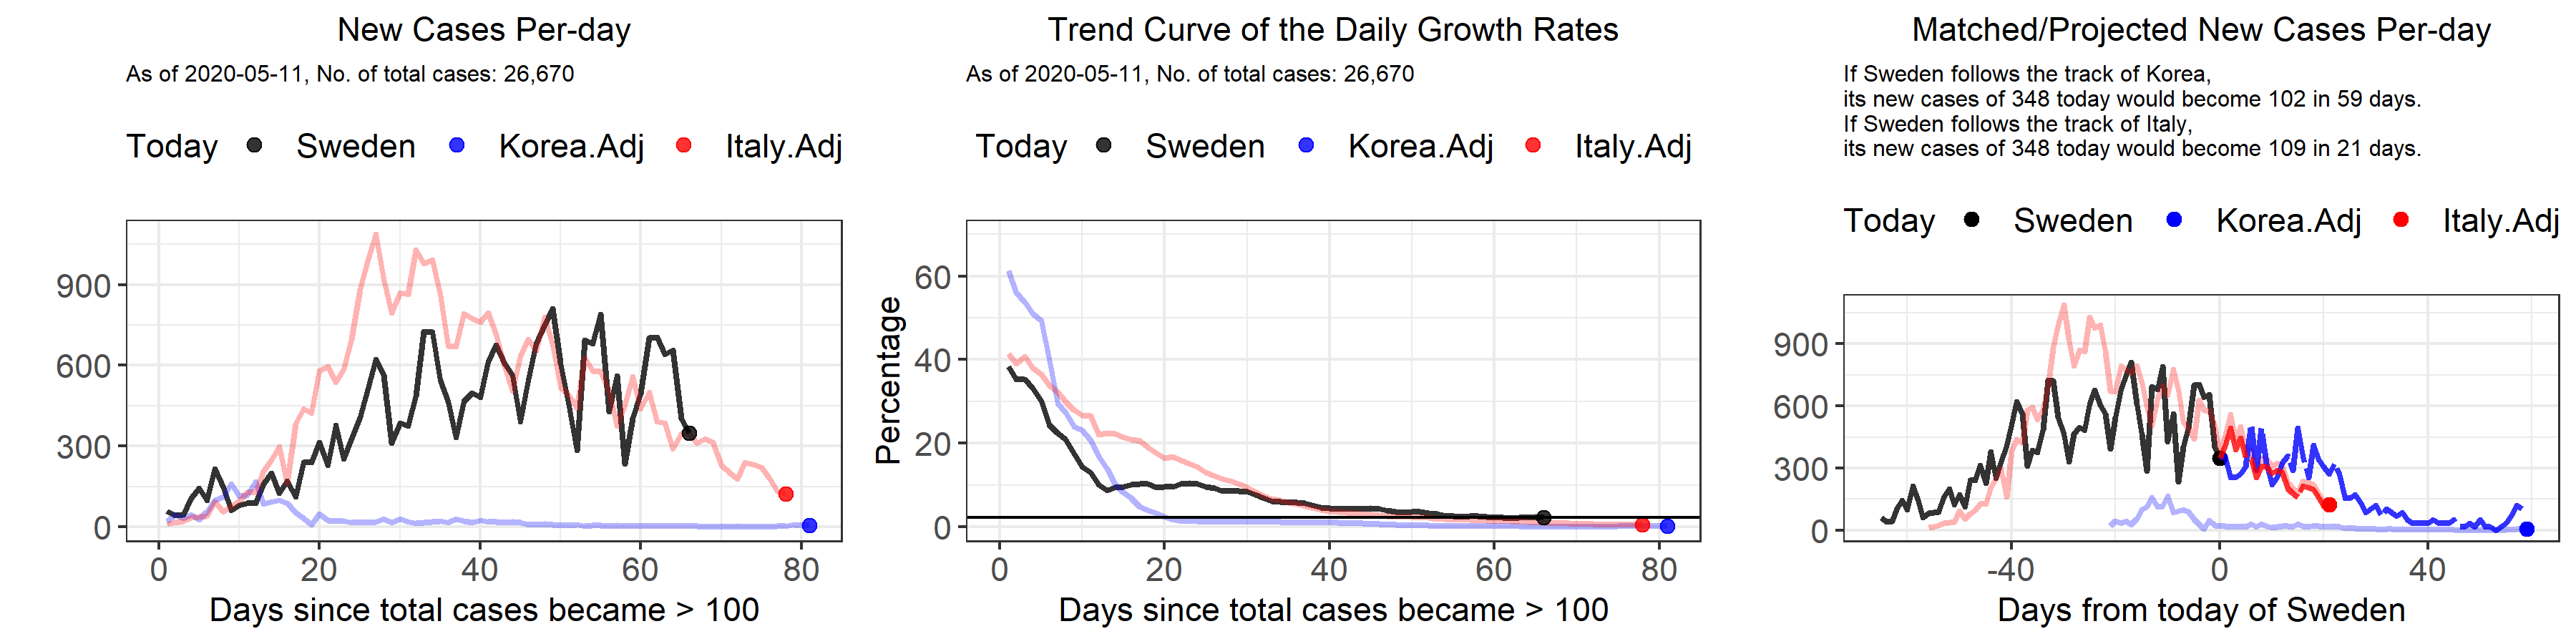 New Cases Per-day
As of 2020-05-11, No. of total cases: 26,670
Today Sweden Korea.Adj Italy.Adj
900
600
300
0
0 20 40 60 80
Days since total cases became > 100
Trend Curve of the Daily Growth Rates
As of 2020-05-11, No. of total cases: 26,670
Today Sweden Korea.Adj Italy.Adj
Percentage
60
40
20
0
0 20 40 60 80
Days since total cases became > 100
Matched/Projected New Cases Per-day
If Sweden follows the track of Korea,
its new cases of 348 today would become 102 in 59 days.
If Sweden follows the track of Italy,
its new cases of 348 today would become 109 in 21 days.
Today Sweden Korea.Adj Italy.Adj
900
600
300
0
-40 0 40
Days from today of Sweden